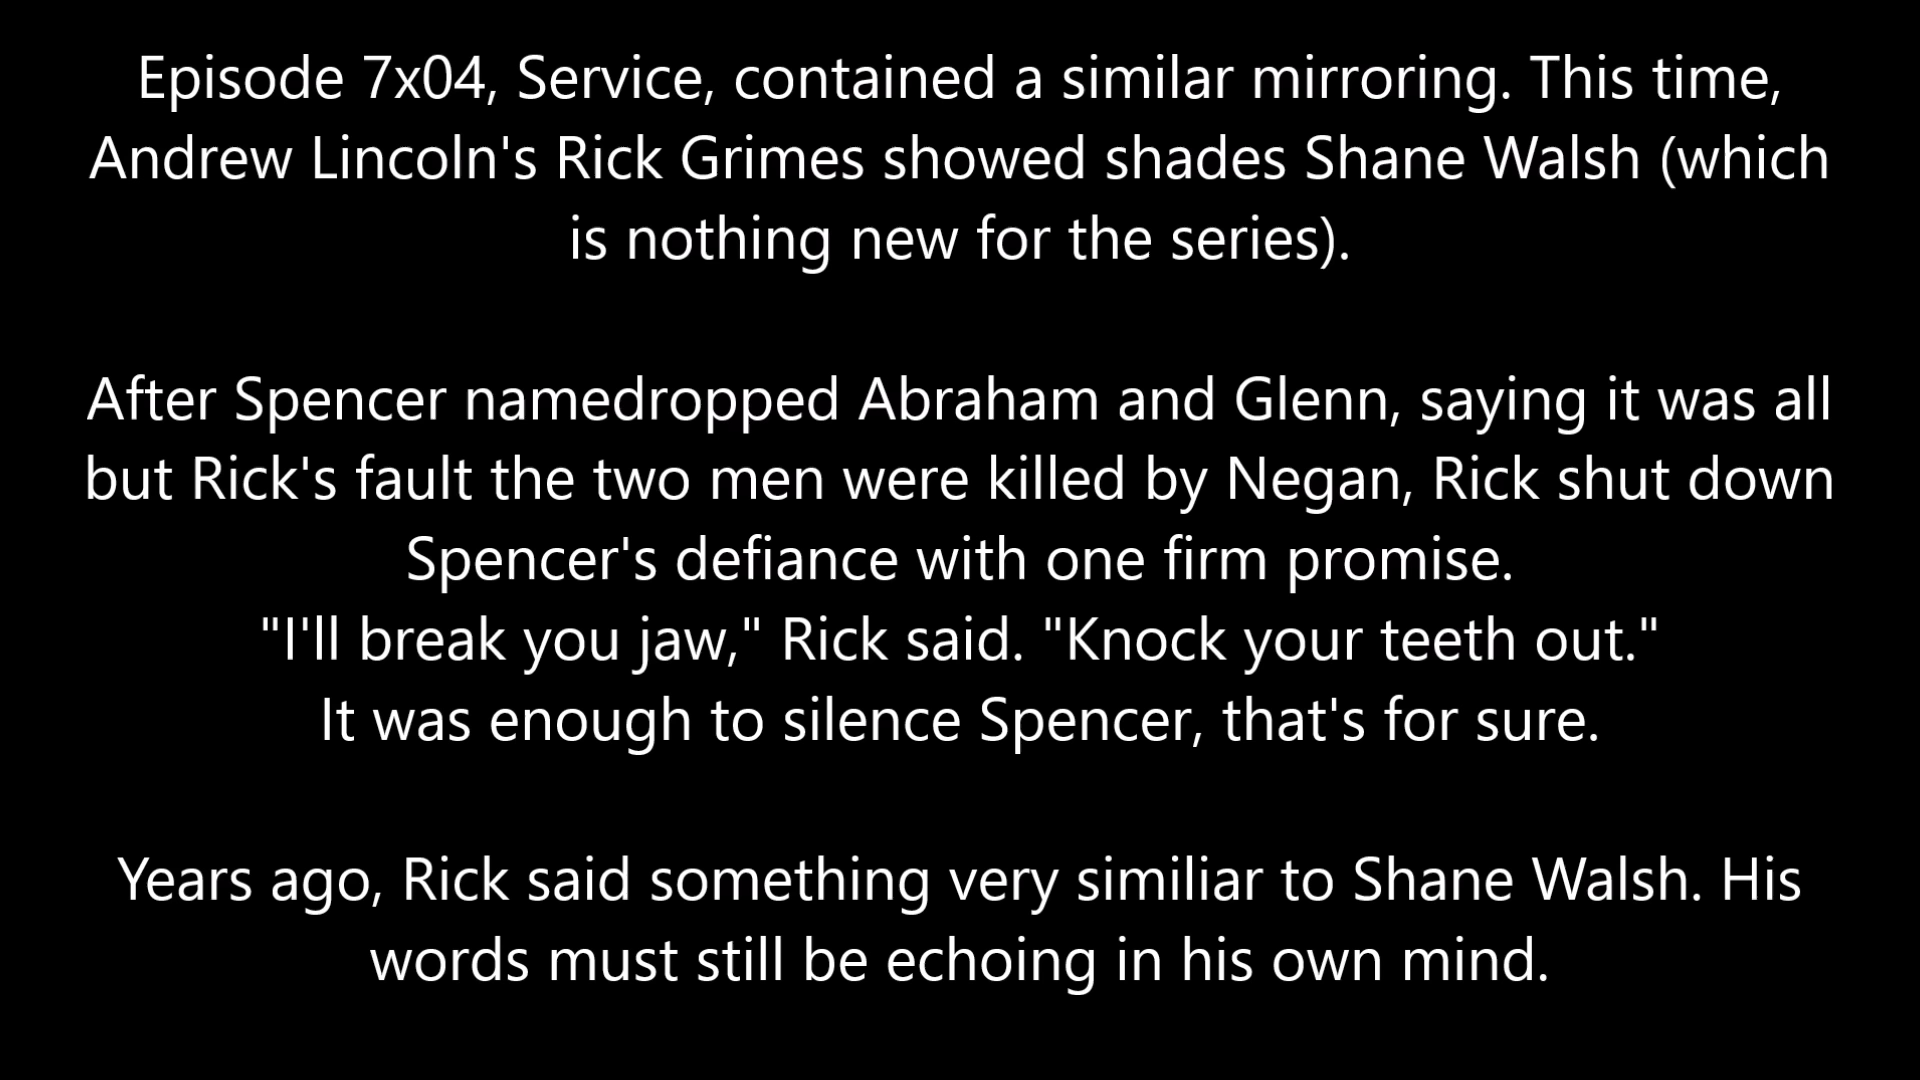 Episode 7x04, Service, contained a similar mirroring. This time,
Andrew Lincoln's Rick Grimes showed shades Shane Walsh (which
is nothing new for the series).
After Spencer namedropped Abraham and Glenn, saying it was all
but Rick's fault the two men were killed by Negan, Rick shut down
Spencer's defiance with one firm promise.
"I'll break you jaw," Rick said. "Knock your teeth out."
It was enough to silence Spencer, that's for sure.
Years ago, Rick said something very similiar to Shane Walsh. His
words must still be echoing in his own mind.